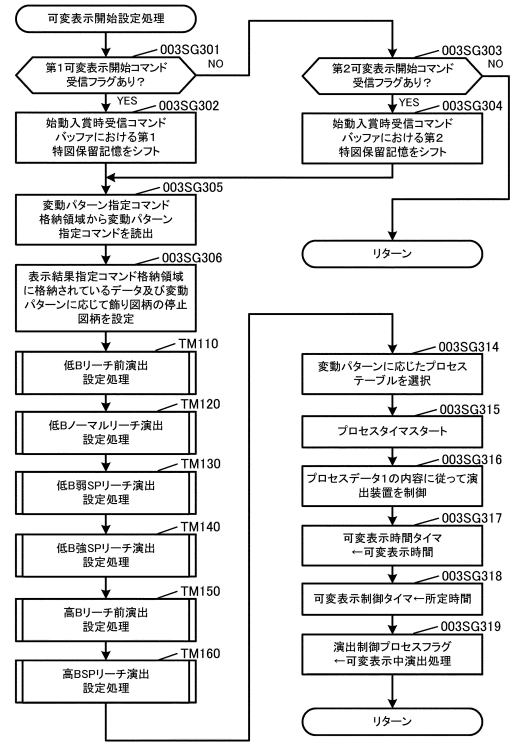 可変表示開始設定処理
003SG301
第1可変表示開始コマンド
受信フラグあり?
NO
YES
003SG302
始動入賞時受信コマンド
バッファにおける第1
特図保留記憶をシフト
003SG303
第2可変表示開始コマンド
受信フラグあり?
NO
YES
003SG304
始動入賞時受信コマンド
バッファにおける第2
特図保留記憶をシフト
リターン
003SG305
変動パターン指定コマンド
格納領域から変動パターン
指定コマンドを読出
003SG306
表示結果指定コマンド格納領域
に格納されているデータ及び変動
パターンに応じて飾り図柄の停止
図柄を設定
TM110
低Bリーチ前演出
設定処理
TM120
低Bノーマルリーチ演出
設定処理
TM130
低B弱SPリーチ演出
設定処理
TM140
低B強SPリーチ演出
設定処理
TM150
高Bリーチ前演出
設定処理
TM160
高BSPリーチ演出
設定処理
003SG314
変動パターンに応じたプロセス
テーブルを選択
003SG315
プロセスタイマスタート
003SG316
プロセスデータ1の内容に従って演
出装置を制御
003SG317
可変表示時間タイマ
←可変表示時間
003SG318
可変表示制御タイマ←所定時間
003SG319
演出制御プロセスフラグ
←可変表示中演出処理
リターン